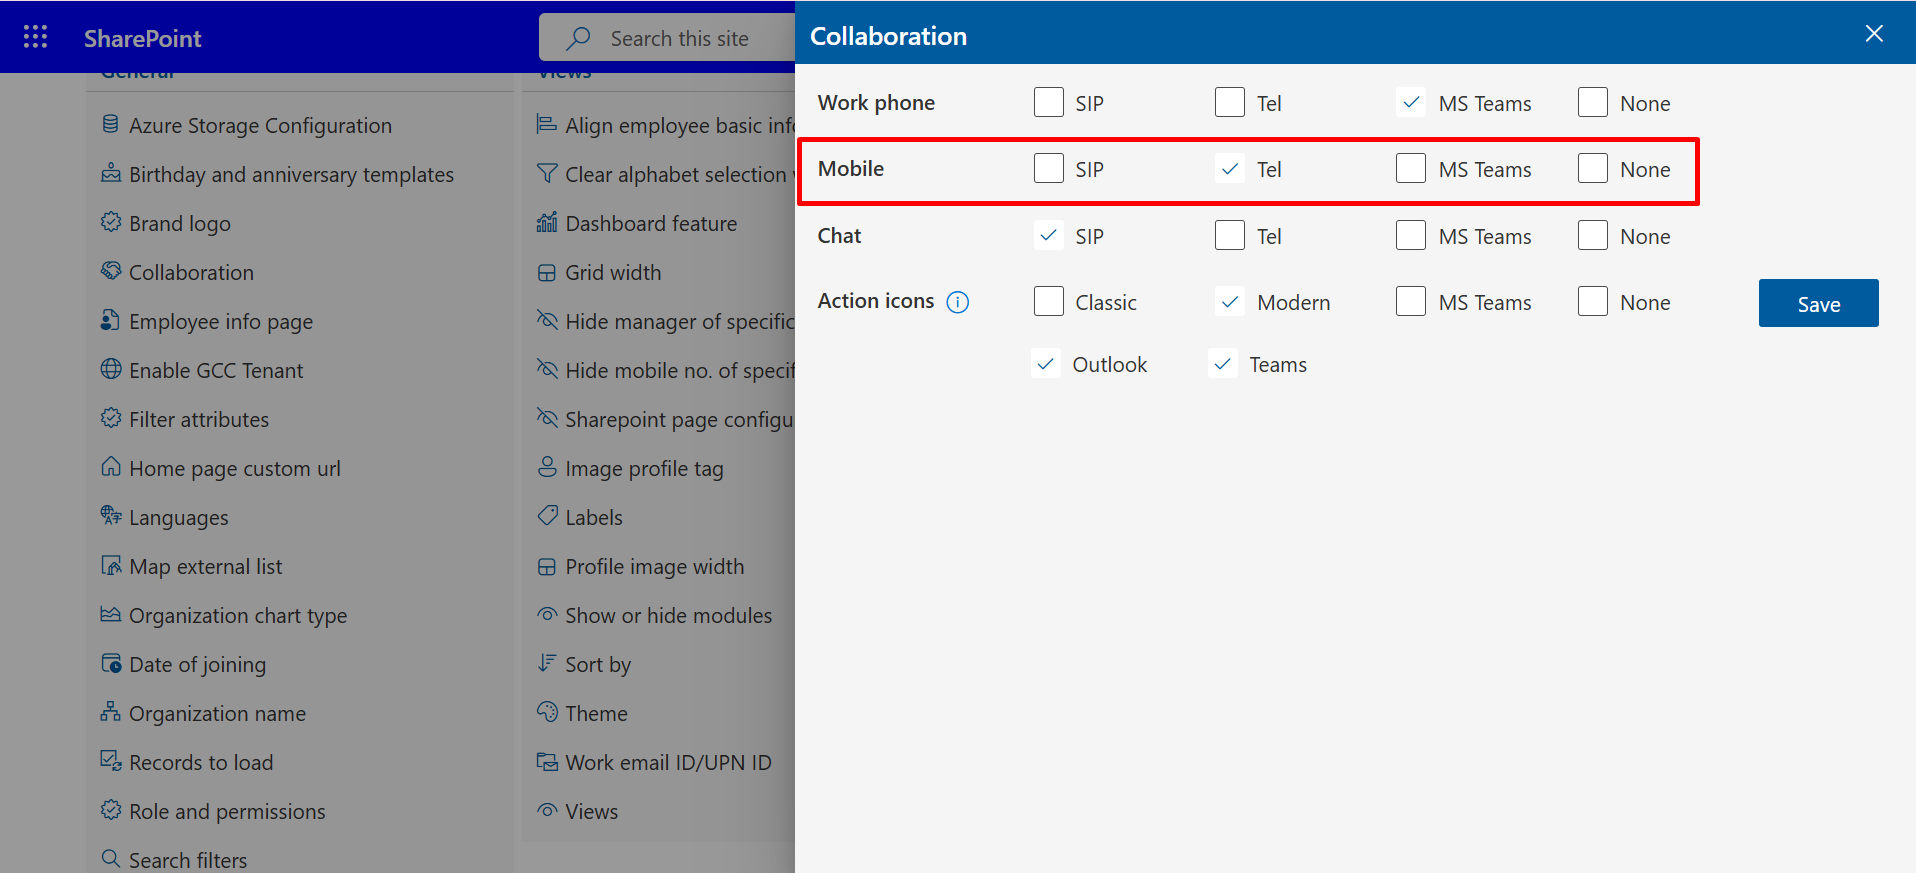 SharePoint
Search this site
General
Azure Storage Configuration
Birthday and anniversary templates
Brand logo
Collaboration
Employee info page
Enable GCC Tenant
Filter attributes
Home page custom url
Languages
Map external list
Organization chart type
Date of joining
Organization name
Records to load
Role and permissions
Search filters
Views
Align employee basic info
Clear alphabet selection
Dashboard feature
Grid width
Hide manager of specific
Hide mobile no. of specif
Sharepoint page configu
Image profile tag
Labels
Profile image width
Show or hide modules
Sort by
Theme
Work email ID/UPN ID
Views
Collaboration
Work phone SIP Tel MS Teams None
Mobile SIP Tel MS Teams None
Chat SIP Tel MS Teams None
Action icons Classic Modern MS Teams None
Save
Outlook Teams